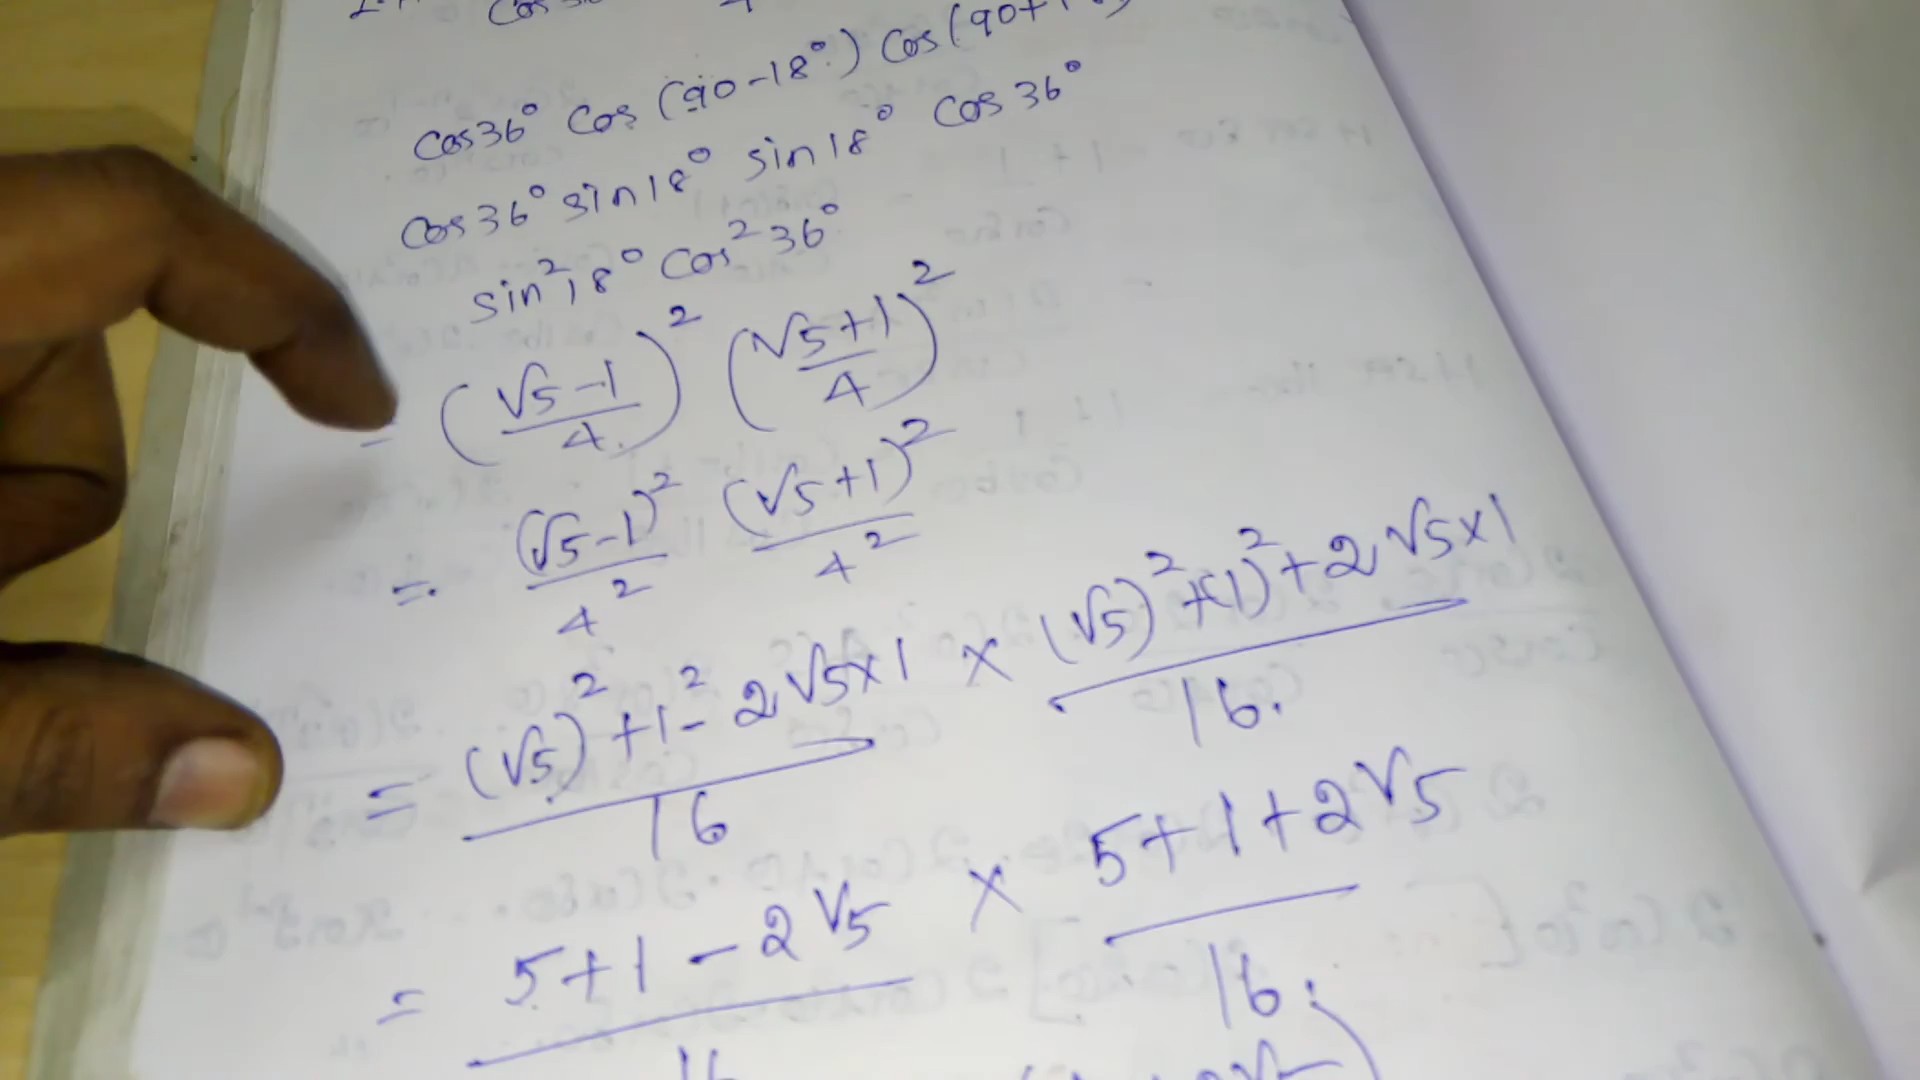 cos36° cos (90-18°) cos(90+
cos36° sin18° sin18° cos36°
sin²18° cos²36°
= (√5-1/4)² (√5+1/4)²
= (√5-1)²/4² (√5+1)²/4²
= (√5)²+1²-2√5×1/16 × (√5)²+(1)²+2√5×1/16.
= 5+1-2√5/16 × 5+1+2√5/16.